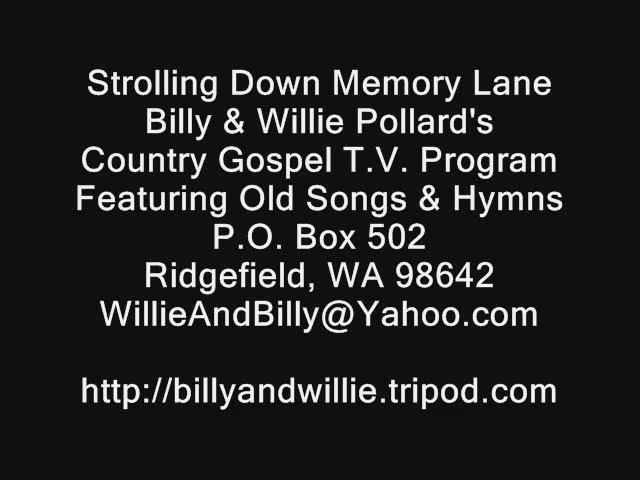 Strolling Down Memory Lane
Billy & Willie Pollard's
Country Gospel T.V. Program
Featuring Old Songs & Hymns
P.O. Box 502
Ridgefield, WA 98642
WillieAndBilly@Yahoo.com
http://billyandwillie.tripod.com